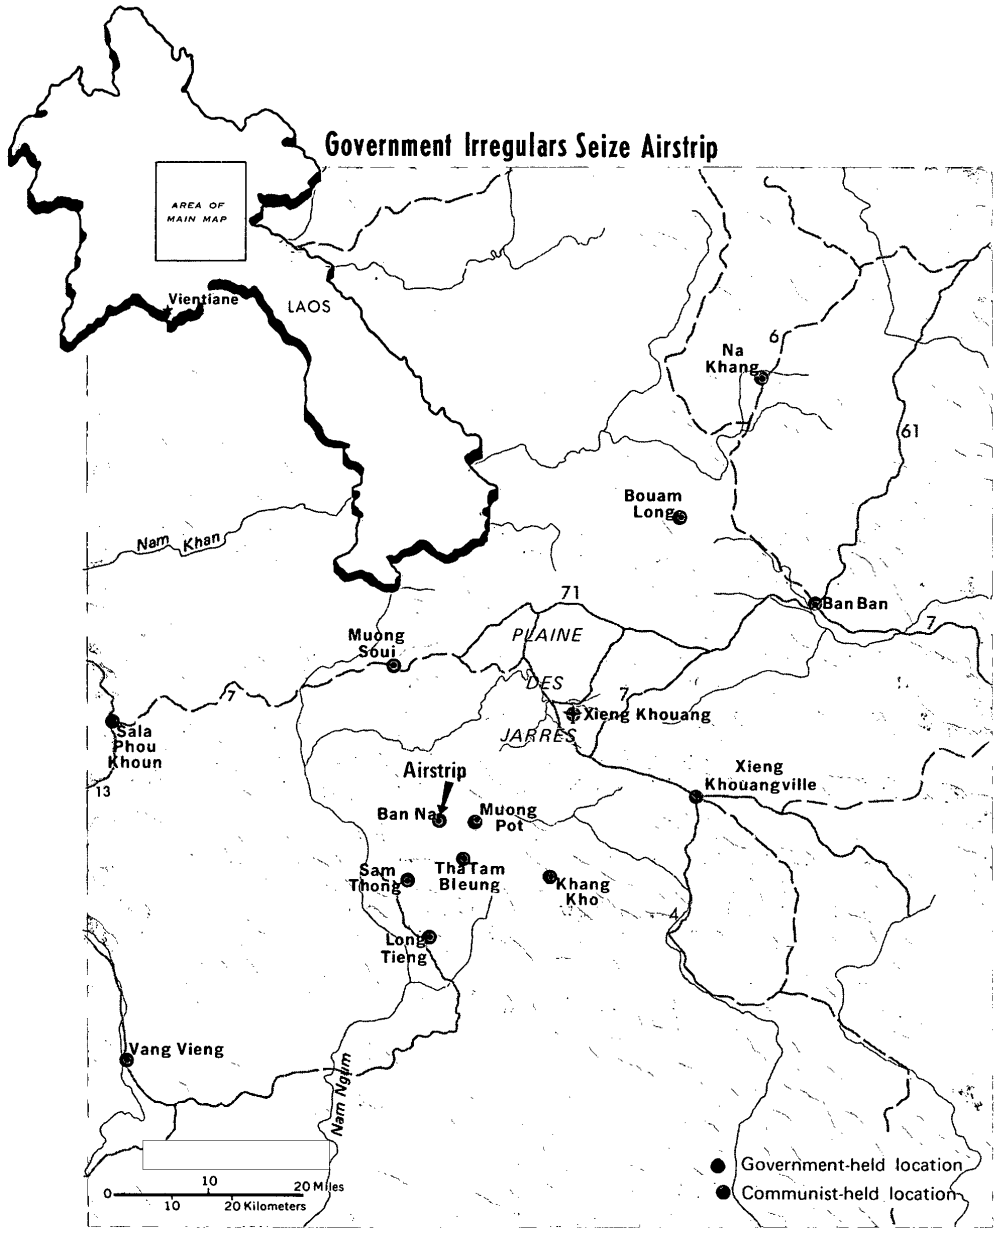 Government Irregulars Seize Airstrip
AREA OF
MAIN MAP
Vientiane
LAOS
6
Na
Khang
61
Bouam
Long
Nam Khan
71
Ban Ban
7
Muong
Soui
PLAINE
DES
JARRES
7
7
Xieng Khouang
Sala
Phou
Khoun
13
Airstrip
Xieng
Khouangville
Ban Na
Muong
Pot
Sam
Thong
Tha Tam
Bleung
Khang
Kho
4
Long
Tieng
Vang Vieng
Nam Ngum
0 10 20 Miles
10 20 Kilometers
Government-held location
Communist-held location